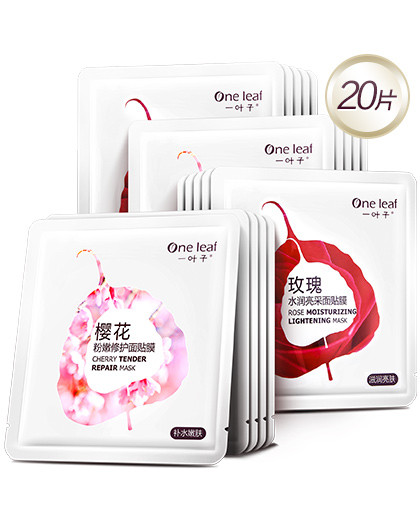 20片
One leaf
一叶子®
One leaf
一叶子®
One leaf
一叶子®
玫瑰
水润亮采面贴膜
ROSE MOISTURIZING
LIGHTENING MASK
滋润亮肤
One leaf
一叶子®
樱花
粉嫩修护面贴膜
CHERRY TENDER
REPAIR MASK
补水嫩肤